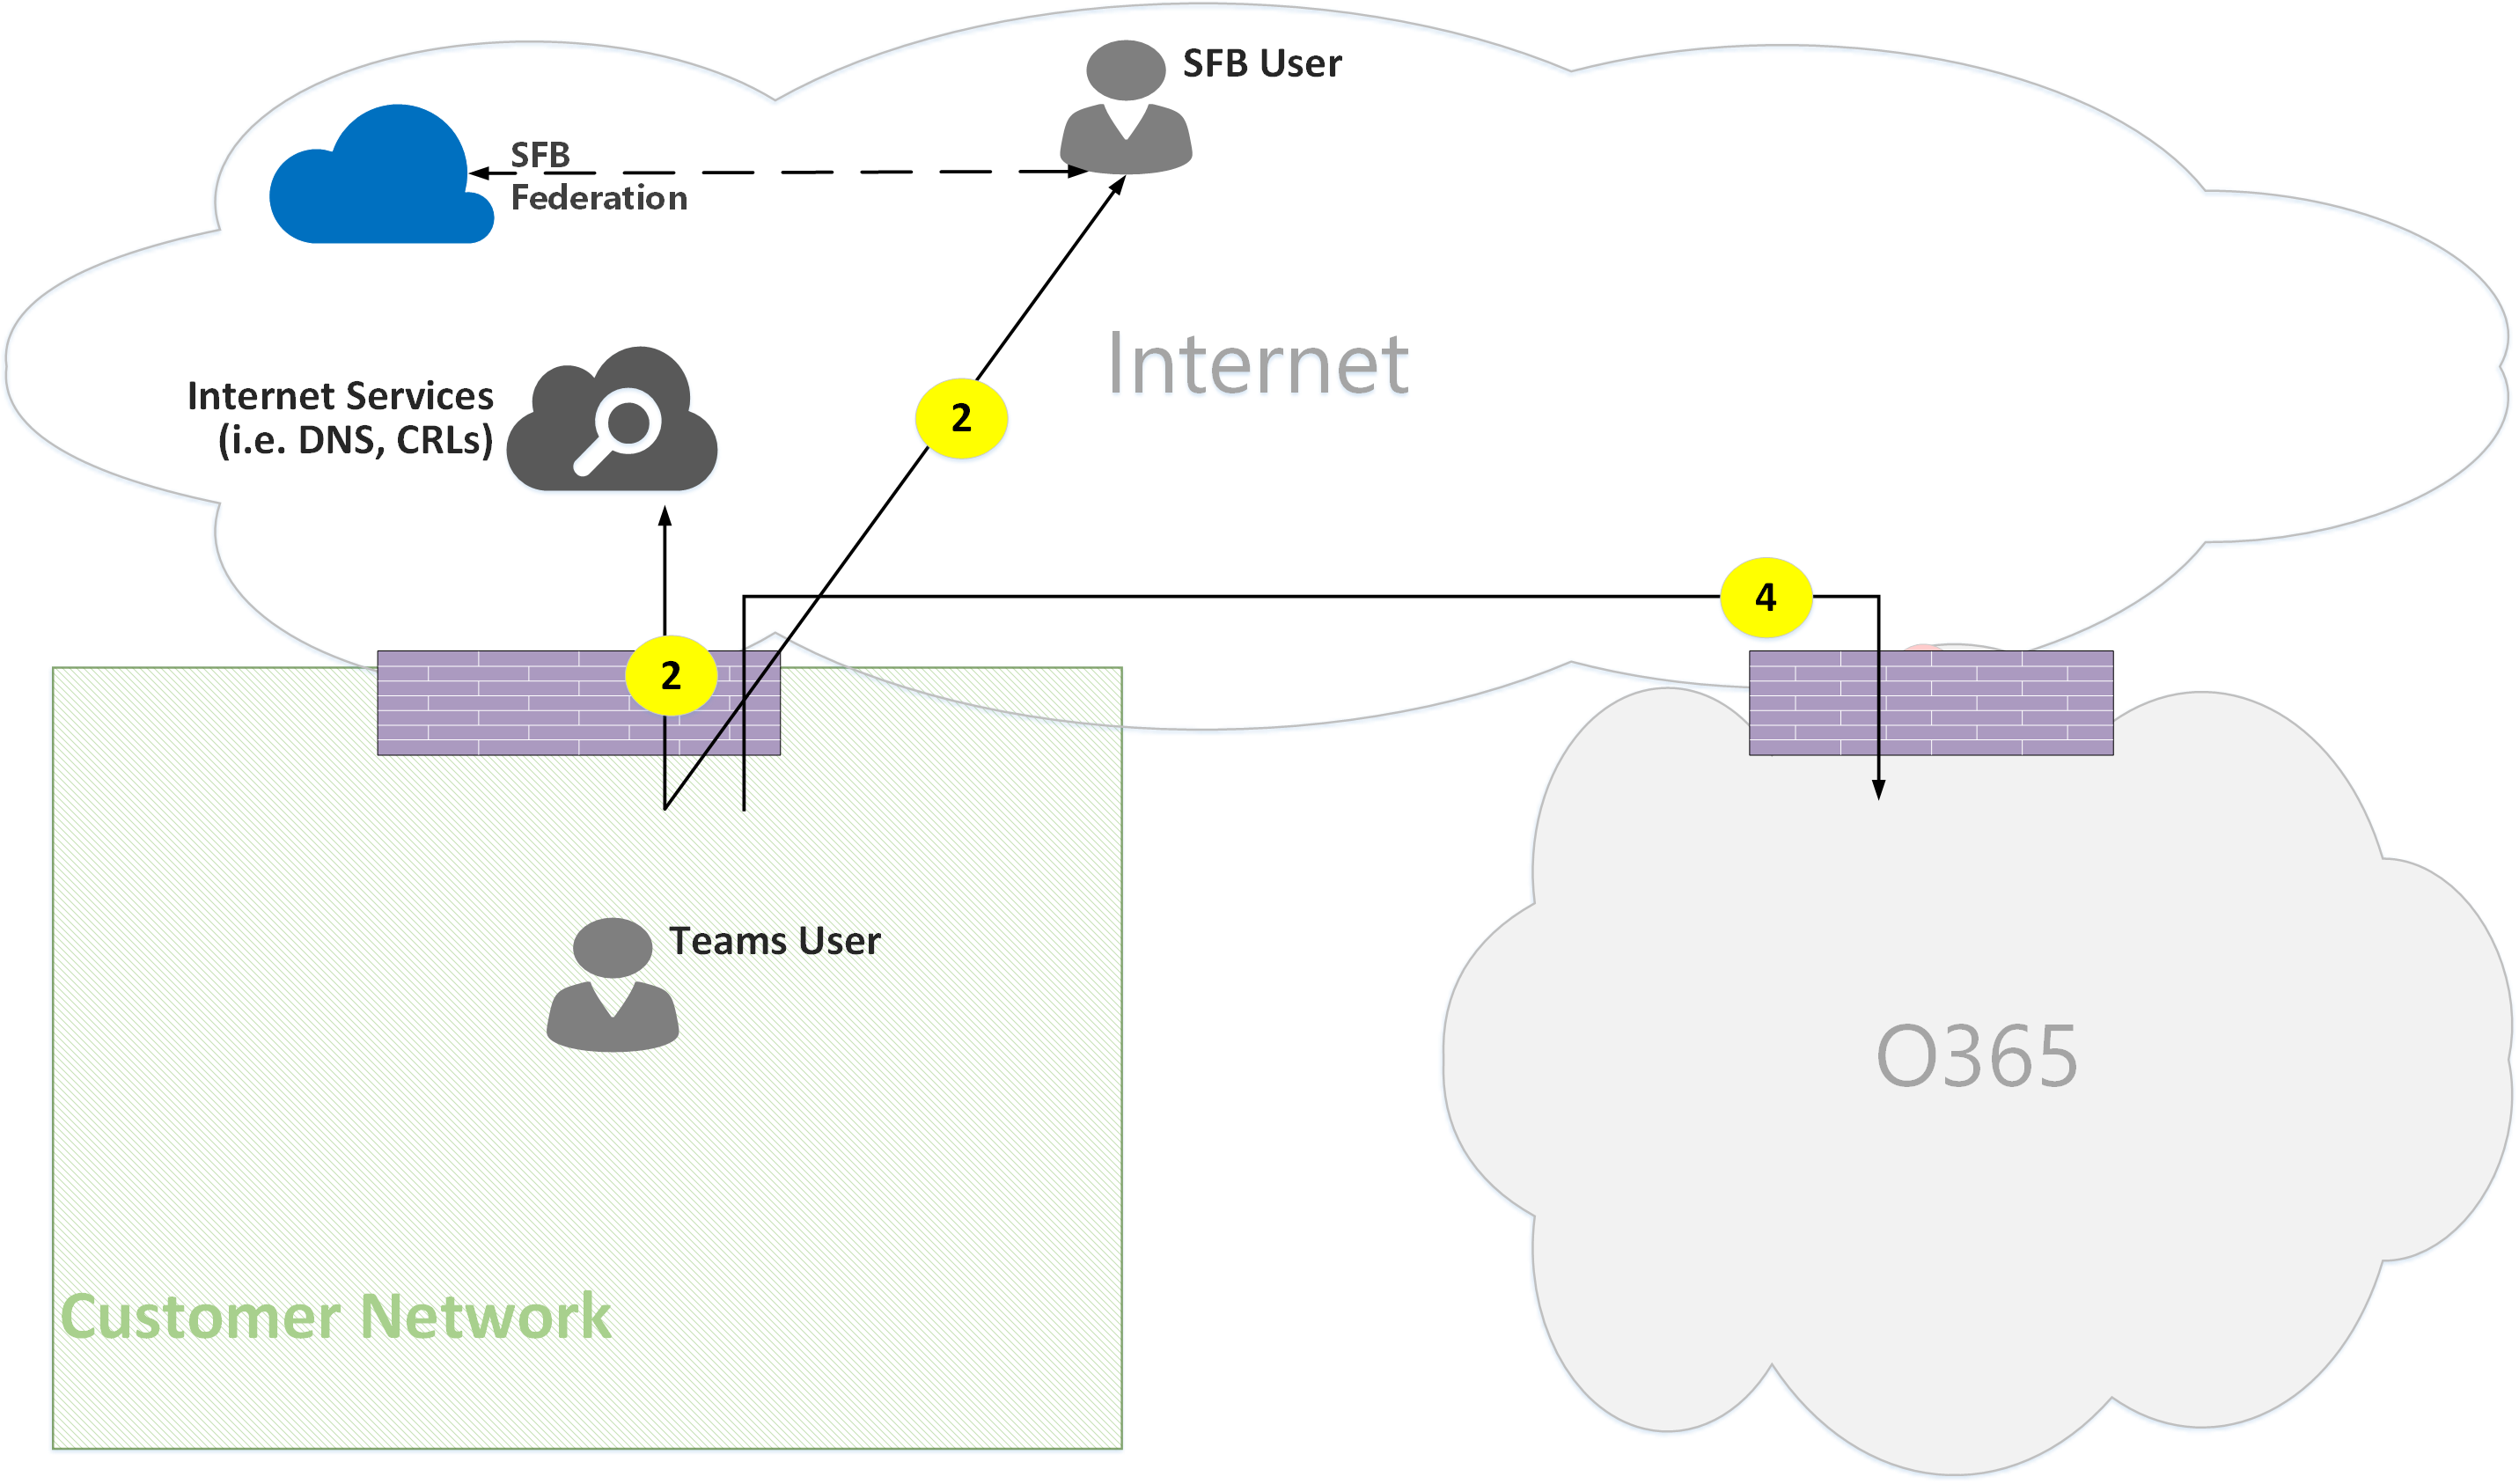 SFB User
SFB
Federation
Internet
Internet Services
(i.e. DNS, CRLs)
2
4
2
Teams User
O365
Customer Network